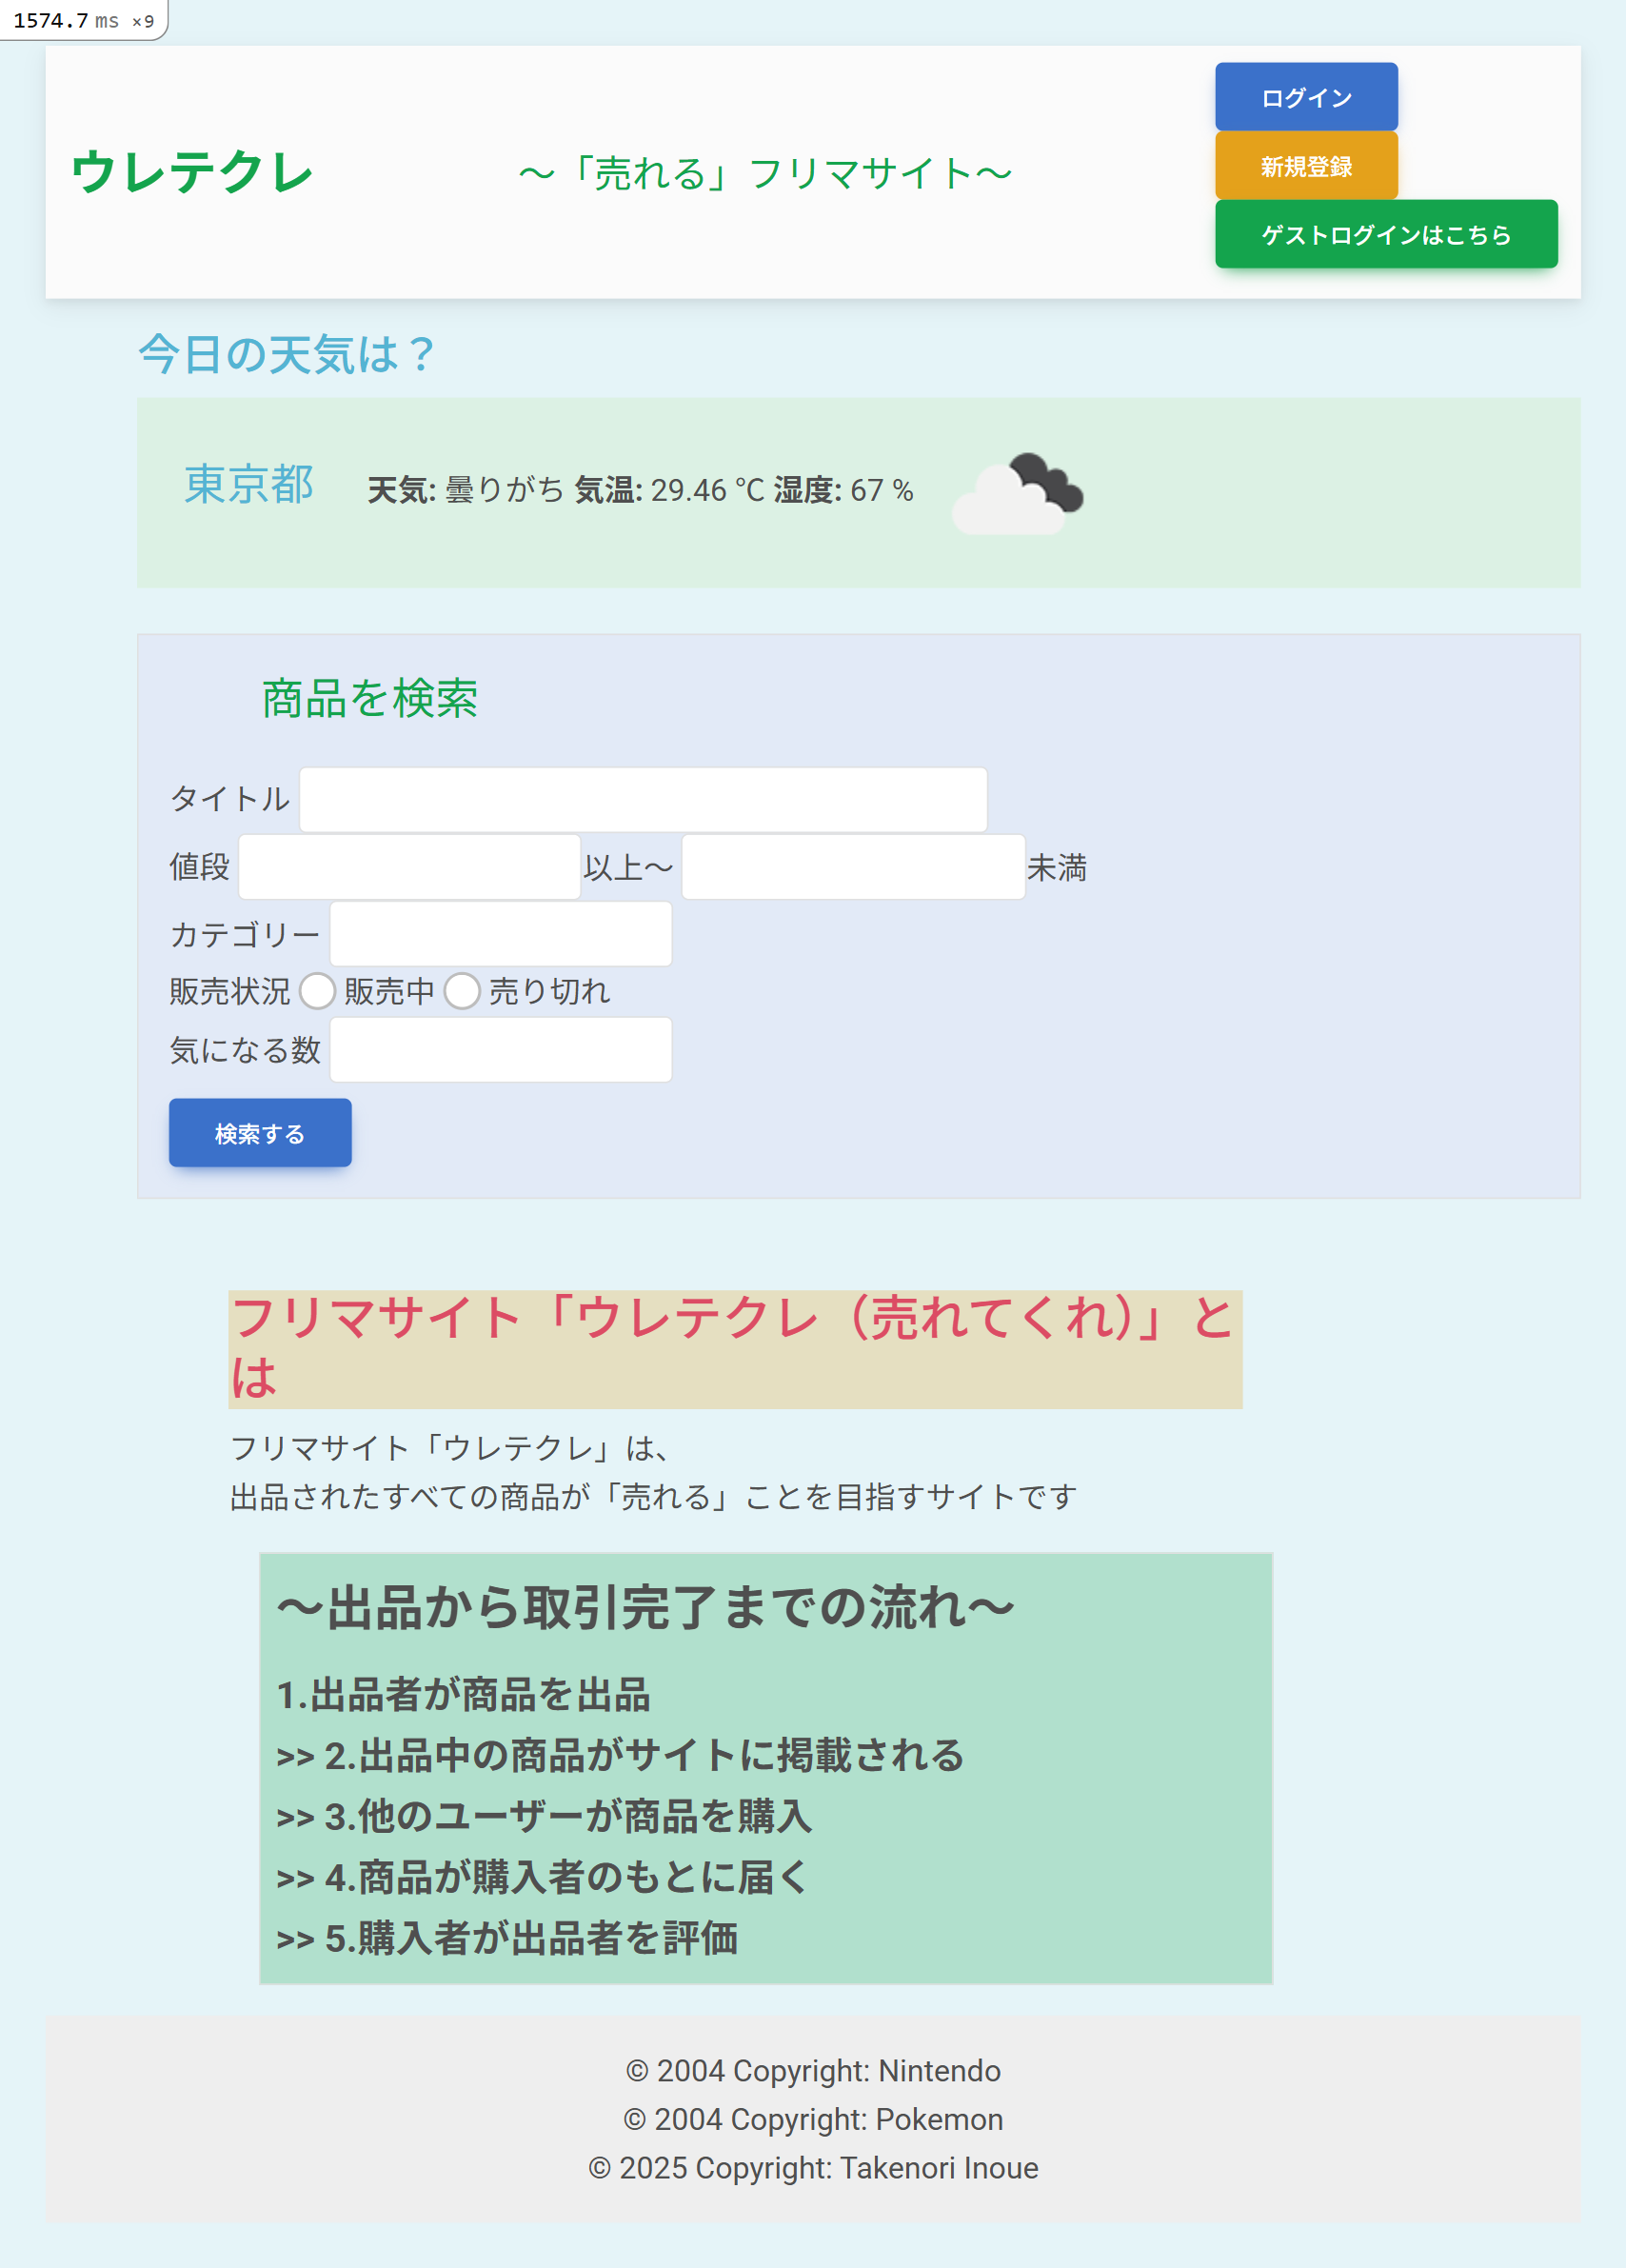 1574.7 ms ×9
ウレテクレ
～「売れる」フリマサイト～
ログイン
新規登録
ゲストログインはこちら
今日の天気は？
東京都
天気: 曇りがち 気温: 29.46 ℃ 湿度: 67 %
商品を検索
タイトル
値段 以上～ 未満
カテゴリー
販売状況 販売中 売り切れ
気になる数
検索する
フリマサイト「ウレテクレ（売れてくれ）」と
は
フリマサイト「ウレテクレ」は、
出品されたすべての商品が「売れる」ことを目指すサイトです
～出品から取引完了までの流れ～
1.出品者が商品を出品
>> 2.出品中の商品がサイトに掲載される
>> 3.他のユーザーが商品を購入
>> 4.商品が購入者のもとに届く
>> 5.購入者が出品者を評価
© 2004 Copyright: Nintendo
© 2004 Copyright: Pokemon
© 2025 Copyright: Takenori Inoue